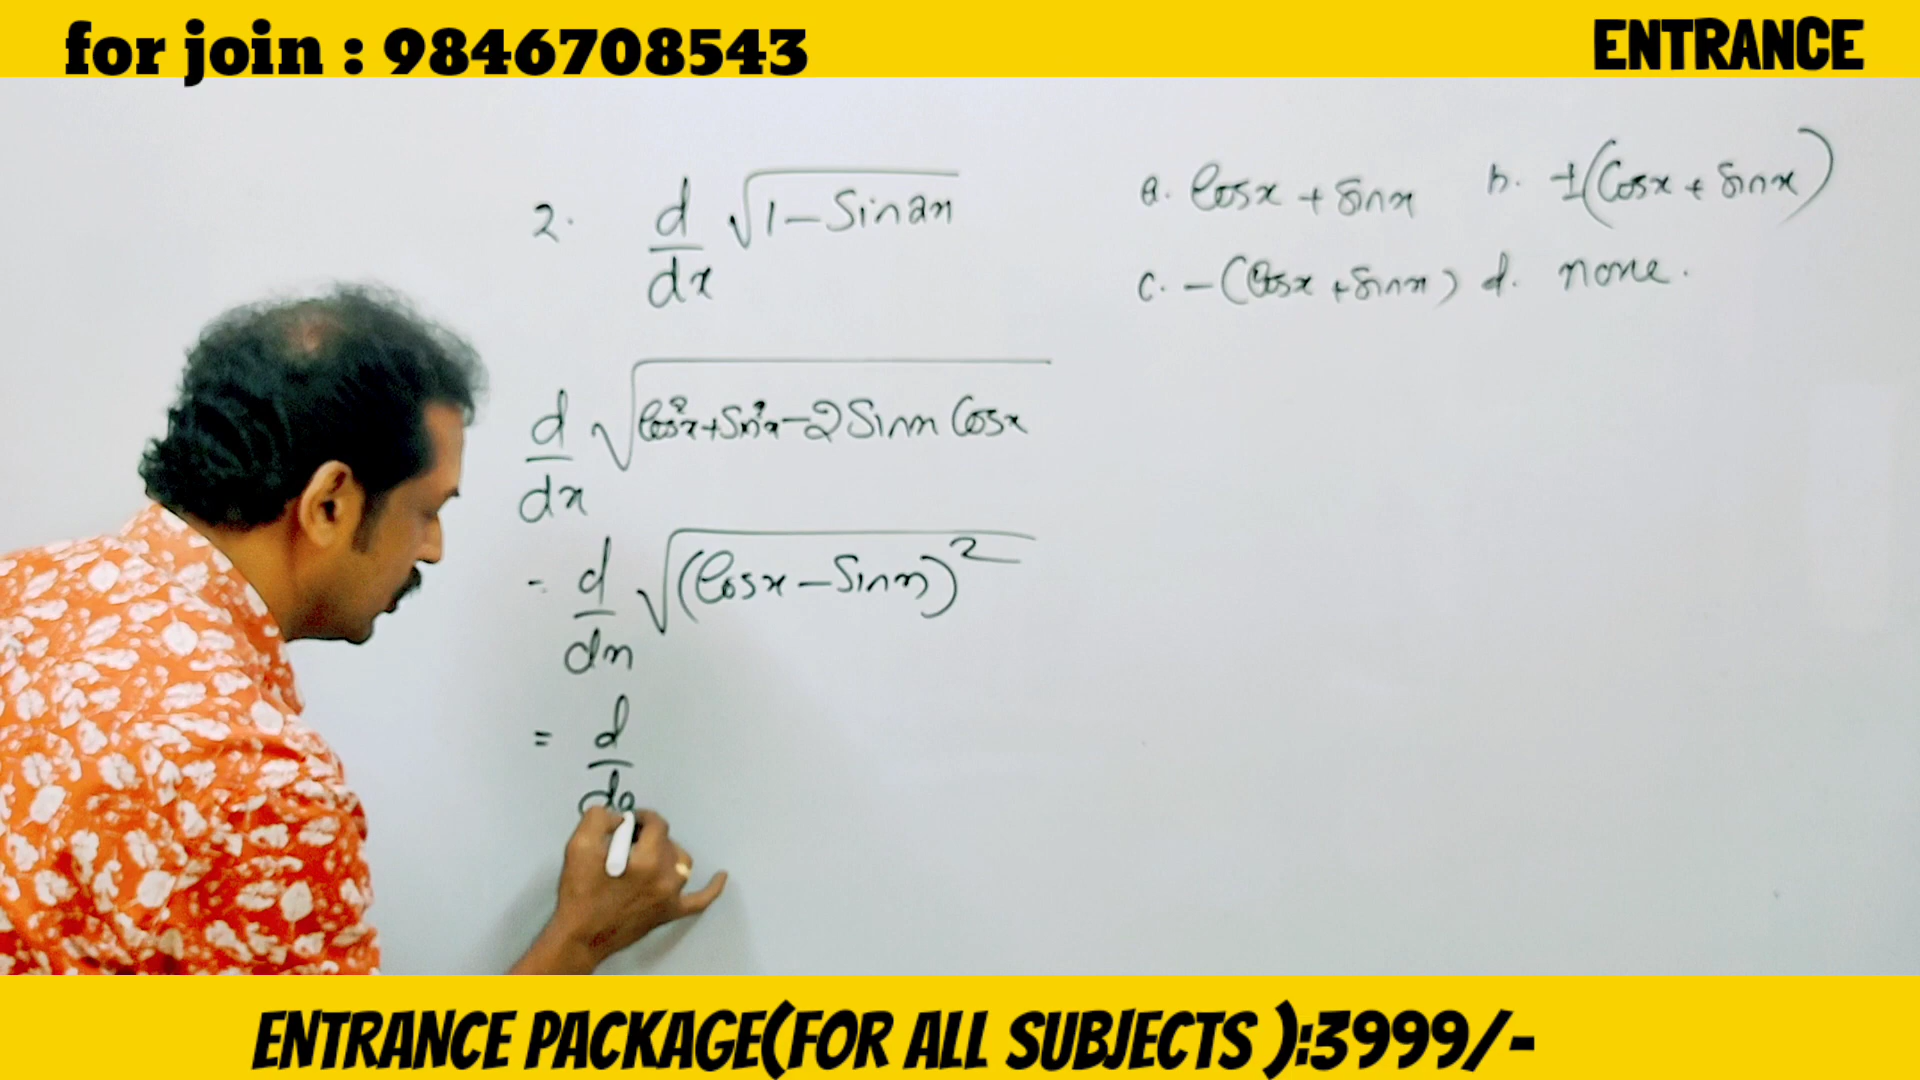 for join : 9846708543
ENTRANCE
2. d/dx √1-Sin2x
a. Cosx + Sinx b. ±(Cosx + Sinx)
c. -(Cosx + Sinx) d. none.
d/dx √Cos²x+Sin²x-2Sinx Cosx
= d/dx √(Cosx-Sinx)²
= d/d
ENTRANCE PACKAGE(FOR ALL SUBJECTS ):3999/-